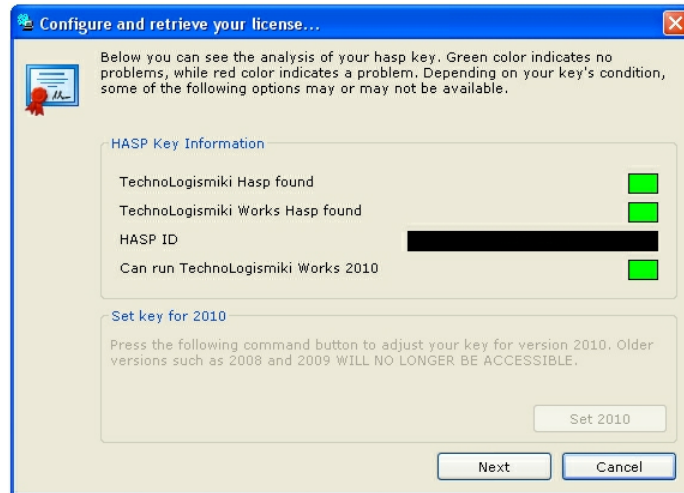 Configure and retrieve your license...
Below you can see the analysis of your hasp key. Green color indicates no
problems, while red color indicates a problem. Depending on your key's condition,
some of the following options may or may not be available.
HASP Key Information
TechnoLogismiki Hasp found
TechnoLogismiki Works Hasp found
HASP ID
Can run TechnoLogismiki Works 2010
Set key for 2010
Press the following command button to adjust your key for version 2010. Older
versions such as 2008 and 2009 WILL NO LONGER BE ACCESSIBLE.
Set 2010
Next Cancel